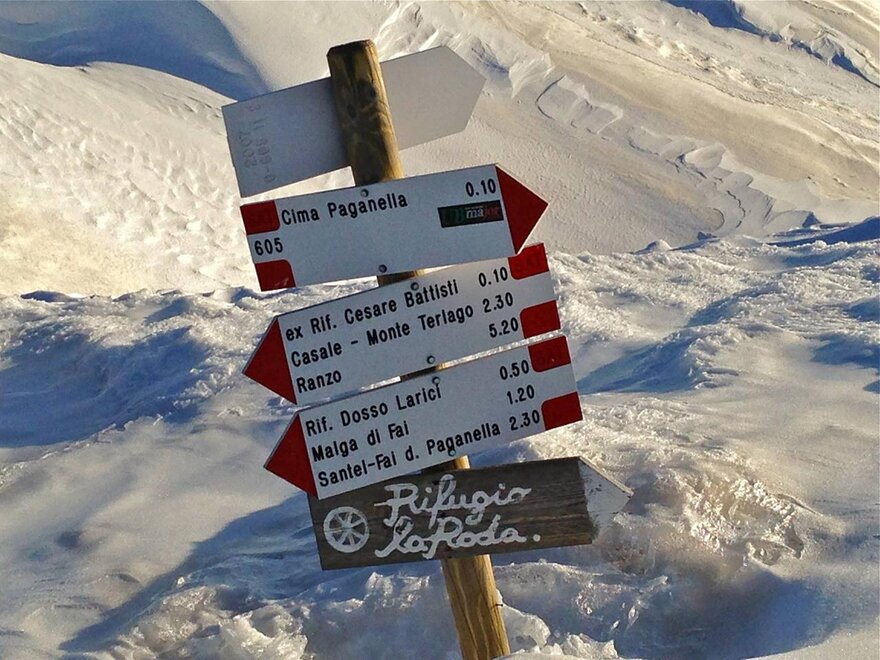 Cima Paganella 0.10
605
major
ex Rif. Cesare Battisti 0.10
Casale - Monte Terlago 2.30
Ranzo 5.20
Rif. Dosso Larici 0.50
Malga di Fai 1.20
Santel-Fai d. Paganella 2.30
Rifugio
La Roda.